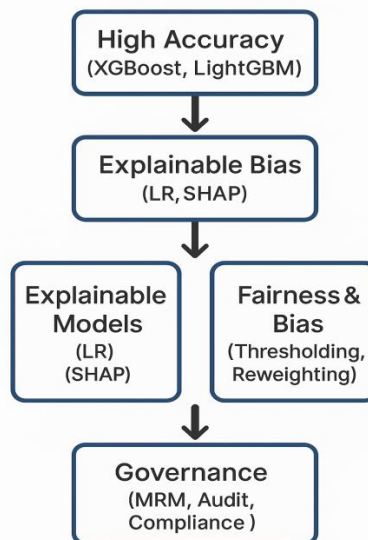 High Accuracy
(XGBoost, LightGBM)
Explainable Bias
(LR, SHAP)
Explainable
Models
(LR)
(SHAP)
Fairness &
Bias
(Thresholding,
Reweighting)
Governance
(MRM, Audit,
Compliance )